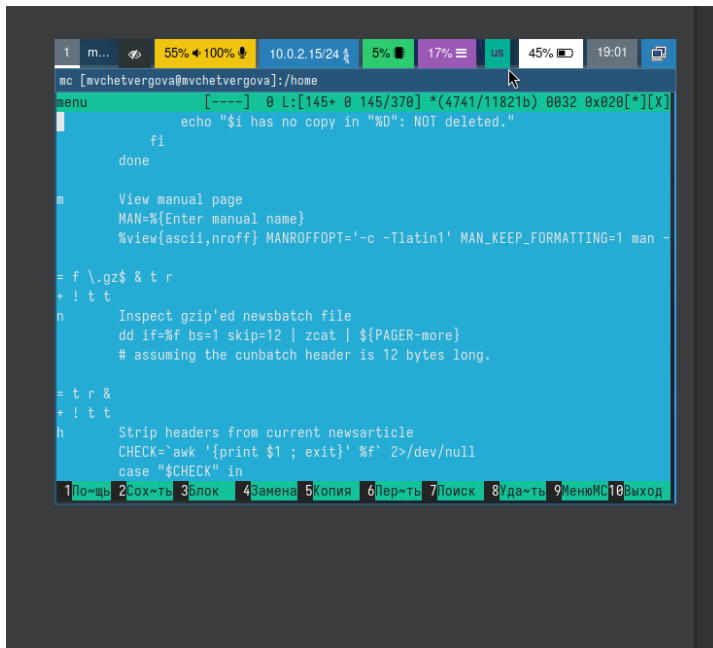 1 m... 55% 100% 10.0.2.15/24 5% 17% us 45% 19:01
mc [mvchetvergova@mvchetvergova]:/home
menu [----] 0 L:[145+ 0 145/370] *(4741/11821b) 0032 0x020[*][X]
echo "$i has no copy in "%D": NOT deleted."
fi
done
m View manual page
MAN=%{Enter manual name}
%view{ascii,nroff} MANROFFOPT='-c -Tlatin1' MAN_KEEP_FORMATTING=1 man -
= f \.gz$ & t r
+ ! t t
n Inspect gzip'ed newsbatch file
dd if=%f bs=1 skip=12 | zcat | ${PAGER-more}
# assuming the cunbatch header is 12 bytes long.
= t r &
+ ! t t
h Strip headers from current newsarticle
CHECK=`awk '{print $1 ; exit}' %f` 2>/dev/null
case "$CHECK" in
1По~щь 2Сох~ть 3Блок 4Замена 5Копия 6Пер~ть 7Поиск 8Уда~ть 9МенюМС10Выход